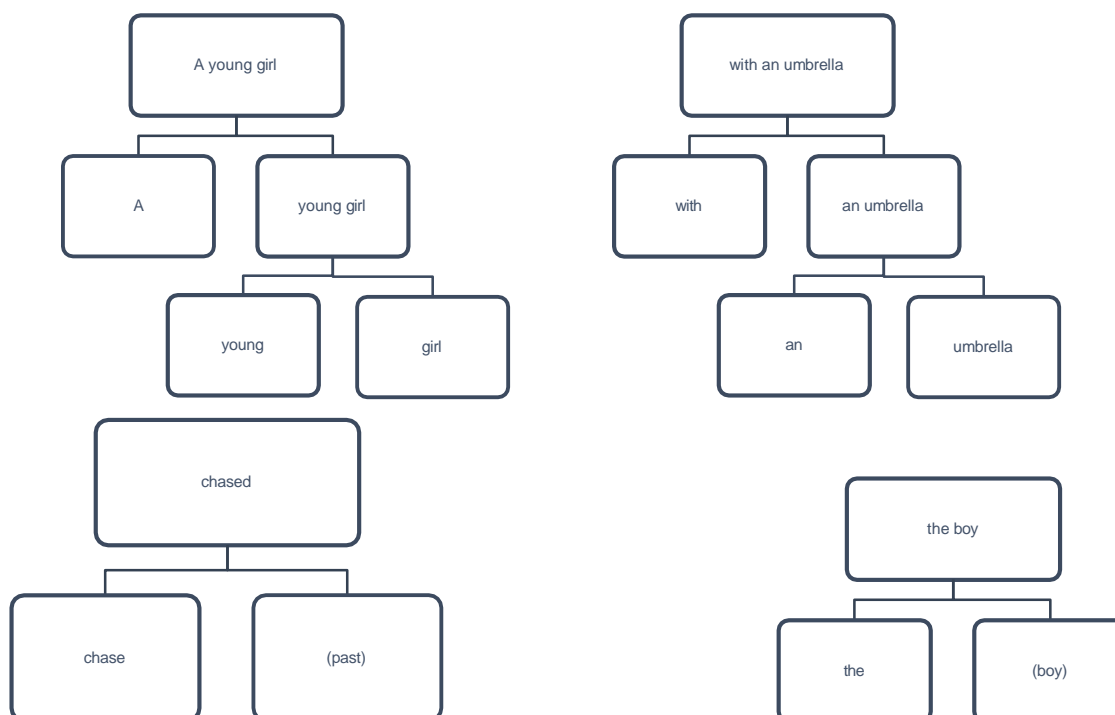 A young girl
A
young girl
young
girl
with an umbrella
with
an umbrella
an
umbrella
chased
chase
(past)
the boy
the
(boy)